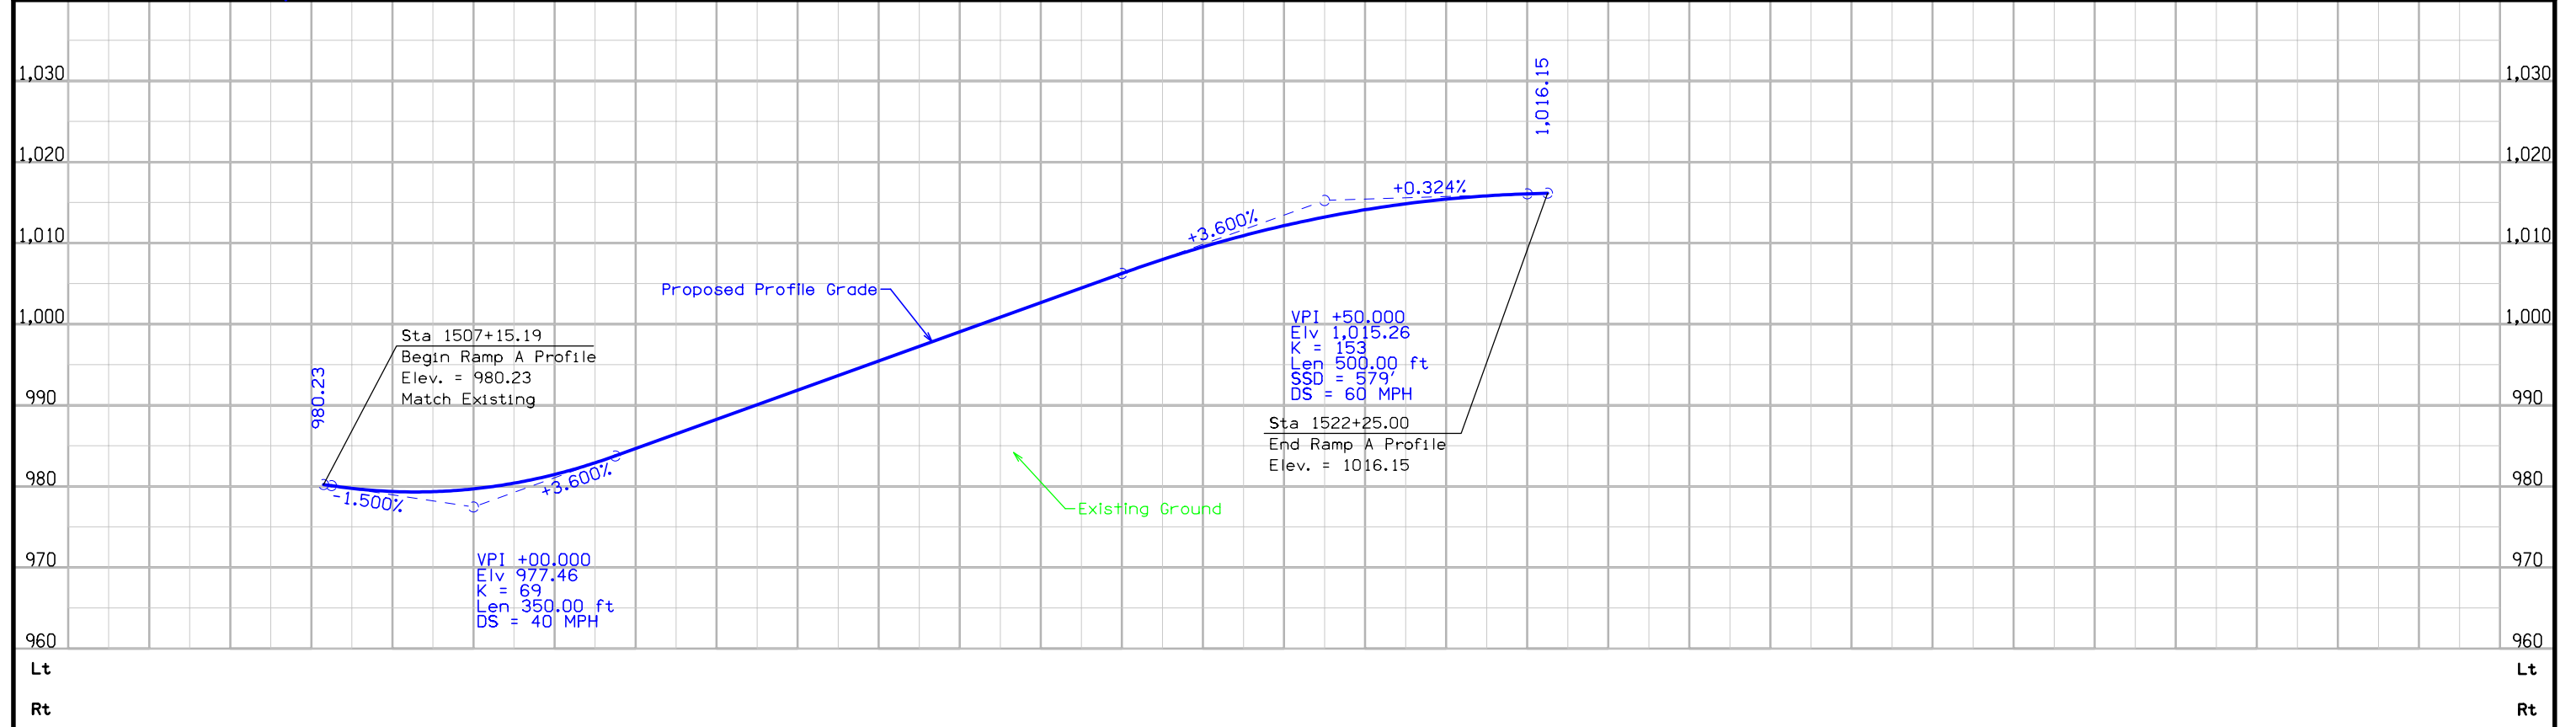 1,016.15
1,030
1,030
1,020
1,020
+0.324%
+3.600%
1,010
1,010
Proposed Profile Grade
1,000
1,000
VPI +50.000
Elv 1,015.26
K = 153
Len 500.00 ft
SSD = 579'
DS = 60 MPH
Sta 1507+15.19
Begin Ramp A Profile
Elev. = 980.23
Match Existing
980.23
990
990
Sta 1522+25.00
End Ramp A Profile
Elev. = 1016.15
980
980
-1.500%
+3.600%
Existing Ground
970
970
VPI +00.000
Elv 977.46
K = 69
Len 350.00 ft
DS = 40 MPH
960
960
Lt
Lt
Rt
Rt